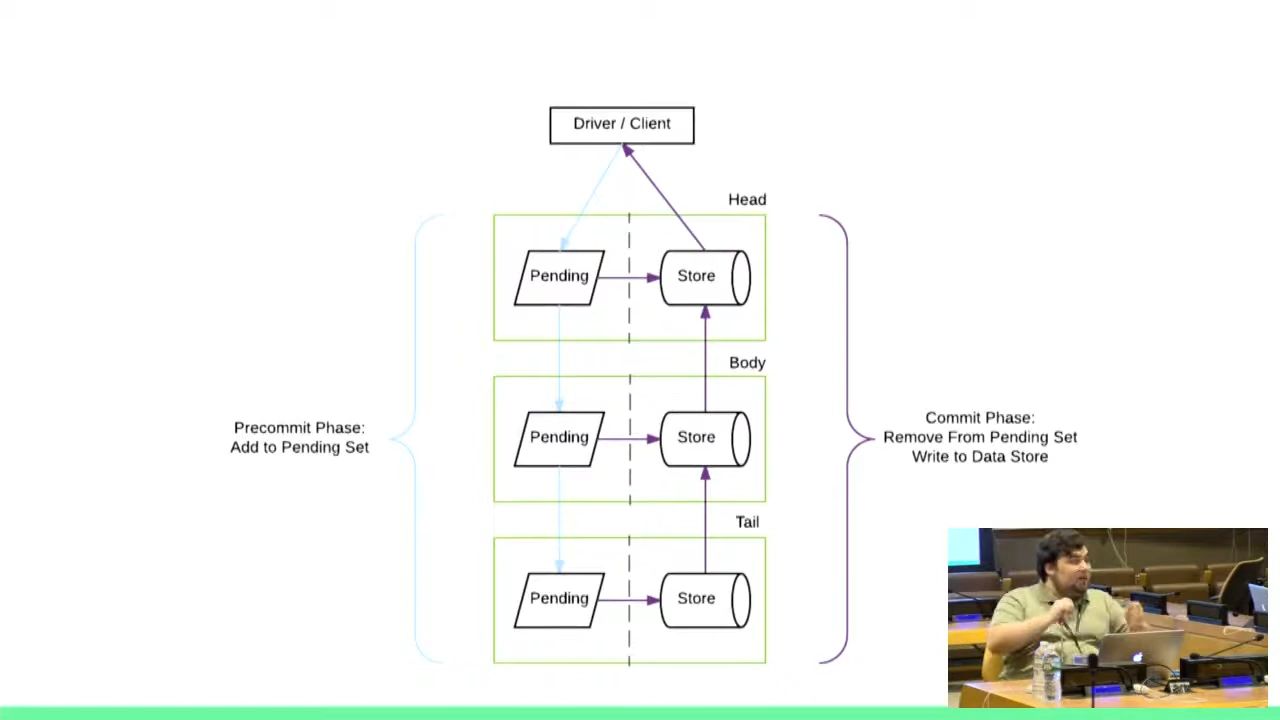 Driver / Client
Head
Pending
Store
Body
Pending
Store
Precommit Phase:
Add to Pending Set
Commit Phase:
Remove From Pending Set
Write to Data Store
Tail
Pending
Store